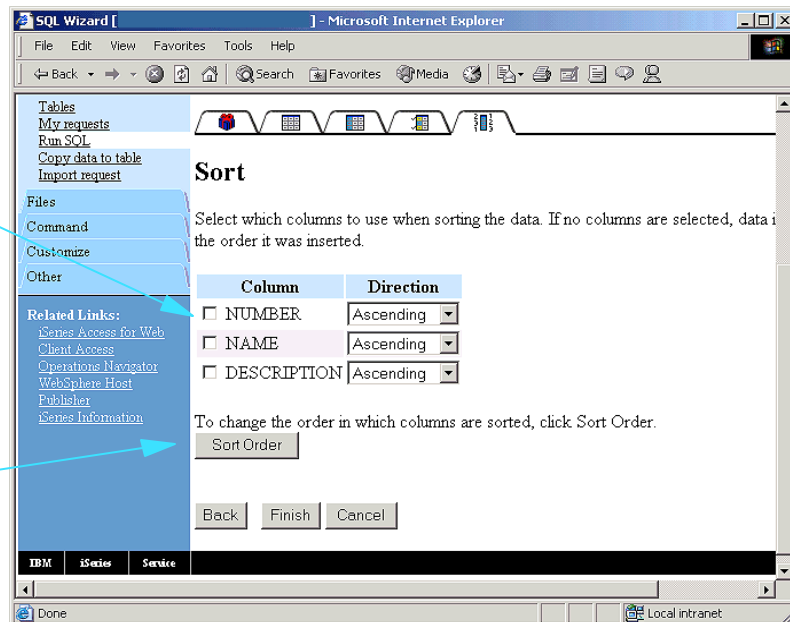 SQL Wizard [ ] - Microsoft Internet Explorer
File Edit View Favorites Tools Help
Back Search Favorites Media
Tables
My requests
Run SQL
Copy data to table
Import request
Files
Command
Customize
Other
Related Links:
iSeries Access for Web
Client Access
Operations Navigator
WebSphere Host
Publisher
iSeries Information
IBM iSeries Service
Sort
Select which columns to use when sorting the data. If no columns are selected, data i
the order it was inserted.
Column Direction
NUMBER Ascending
NAME Ascending
DESCRIPTION Ascending
To change the order in which columns are sorted, click Sort Order.
Sort Order
Back Finish Cancel
Done Local intranet